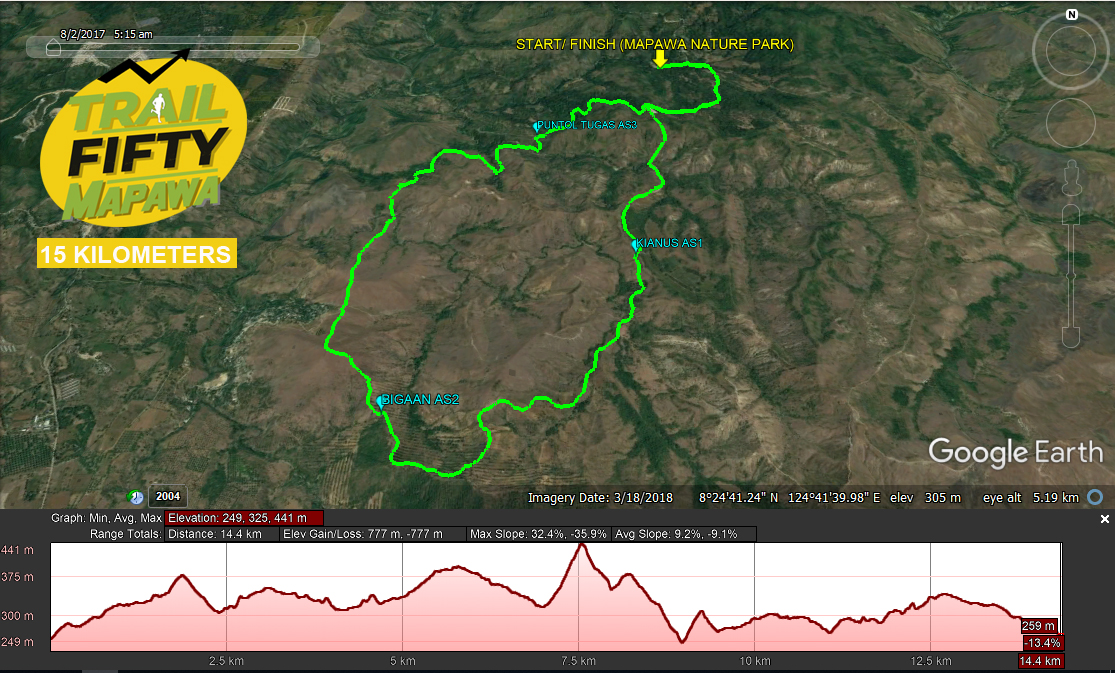 8/2/2017 5:15 am
N
START/ FINISH (MAPAWA NATURE PARK)
TRAIL
FIFTY
MAPAWA
15 KILOMETERS
PUNTOL TUGAS AS3
KIANUS AS1
BIGAAN AS2
Google Earth
2004
Imagery Date: 3/18/2018 8°24'41.24" N 124°41'39.98" E elev 305 m eye alt 5.19 km
Graph: Min, Avg, Max Elevation: 249, 325, 441 m
Range Totals: Distance: 14.4 km Elev Gain/Loss: 777 m, -777 m Max Slope: 32.4%, -35.9% Avg Slope: 9.2%, -9.1%
441 m
375 m
300 m
249 m
259 m
-13.4%
2.5 km 5 km 7.5 km 10 km 12.5 km 14.4 km